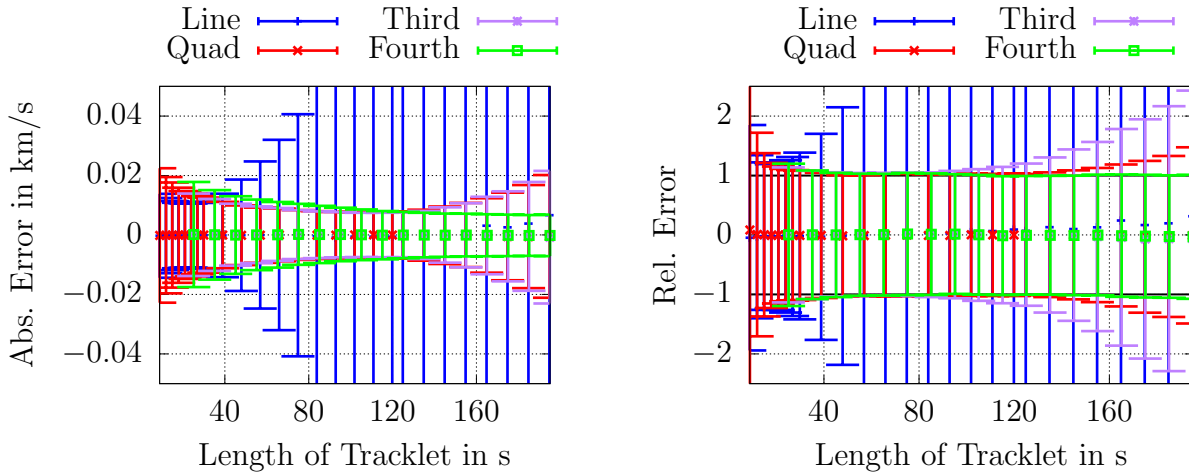 Line Third
Quad Fourth
Abs. Error in km/s
0.04
0.02
0
−0.02
−0.04
40 80 120 160
Length of Tracklet in s
Line Third
Quad Fourth
Rel. Error
2
1
0
−1
−2
40 80 120 160
Length of Tracklet in s